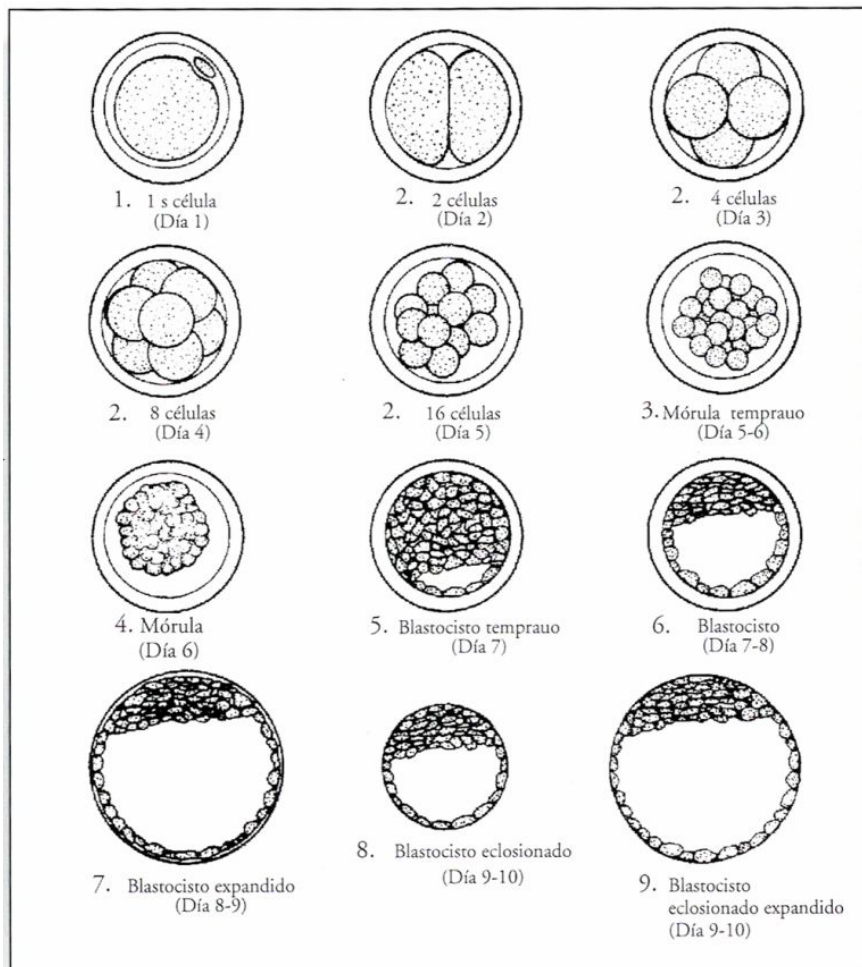 1. 1 s célula
(Día 1)
2. 2 células
(Día 2)
2. 4 células
(Día 3)
2. 8 células
(Día 4)
2. 16 células
(Día 5)
3. Mórula temprauo
(Día 5-6)
4. Mórula
(Día 6)
5. Blastocisto temprauo
(Día 7)
6. Blastocisto
(Día 7-8)
7. Blastocisto expandido
(Día 8-9)
8. Blastocisto eclosionado
(Día 9-10)
9. Blastocisto
eclosionado expandido
(Día 9-10)